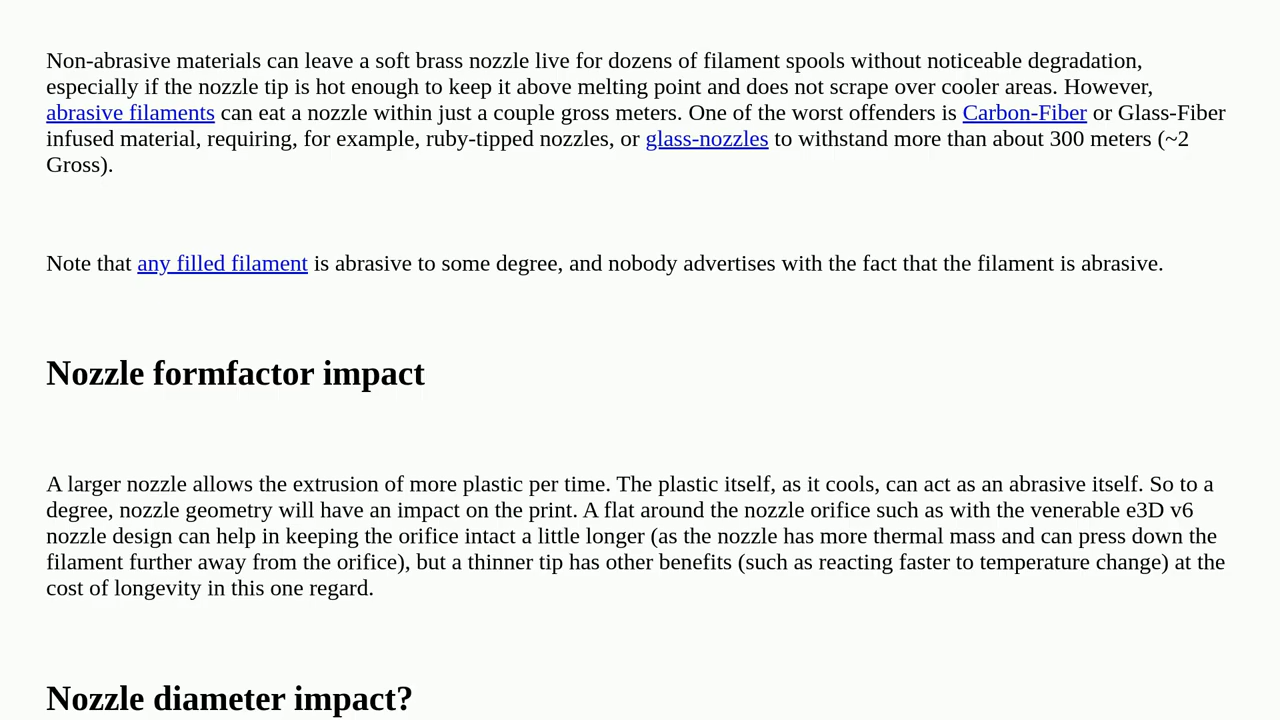 Non-abrasive materials can leave a soft brass nozzle live for dozens of filament spools without noticeable degradation,
especially if the nozzle tip is hot enough to keep it above melting point and does not scrape over cooler areas. However,
abrasive filaments can eat a nozzle within just a couple gross meters. One of the worst offenders is Carbon-Fiber or Glass-Fiber
infused material, requiring, for example, ruby-tipped nozzles, or glass-nozzles to withstand more than about 300 meters (~2
Gross).
Note that any filled filament is abrasive to some degree, and nobody advertises with the fact that the filament is abrasive.
Nozzle formfactor impact
A larger nozzle allows the extrusion of more plastic per time. The plastic itself, as it cools, can act as an abrasive itself. So to a
degree, nozzle geometry will have an impact on the print. A flat around the nozzle orifice such as with the venerable e3D v6
nozzle design can help in keeping the orifice intact a little longer (as the nozzle has more thermal mass and can press down the
filament further away from the orifice), but a thinner tip has other benefits (such as reacting faster to temperature change) at the
cost of longevity in this one regard.
Nozzle diameter impact?